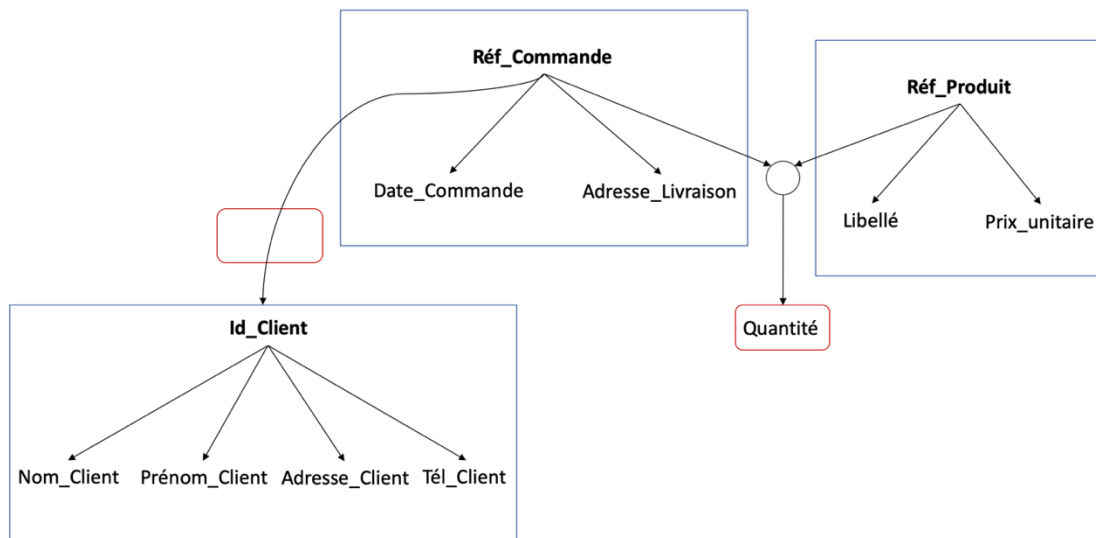 Réf_Commande
Réf_Produit
Date_Commande
Adresse_Livraison
Libellé
Prix_unitaire
Id_Client
Quantité
Nom_Client
Prénom_Client
Adresse_Client
Tél_Client